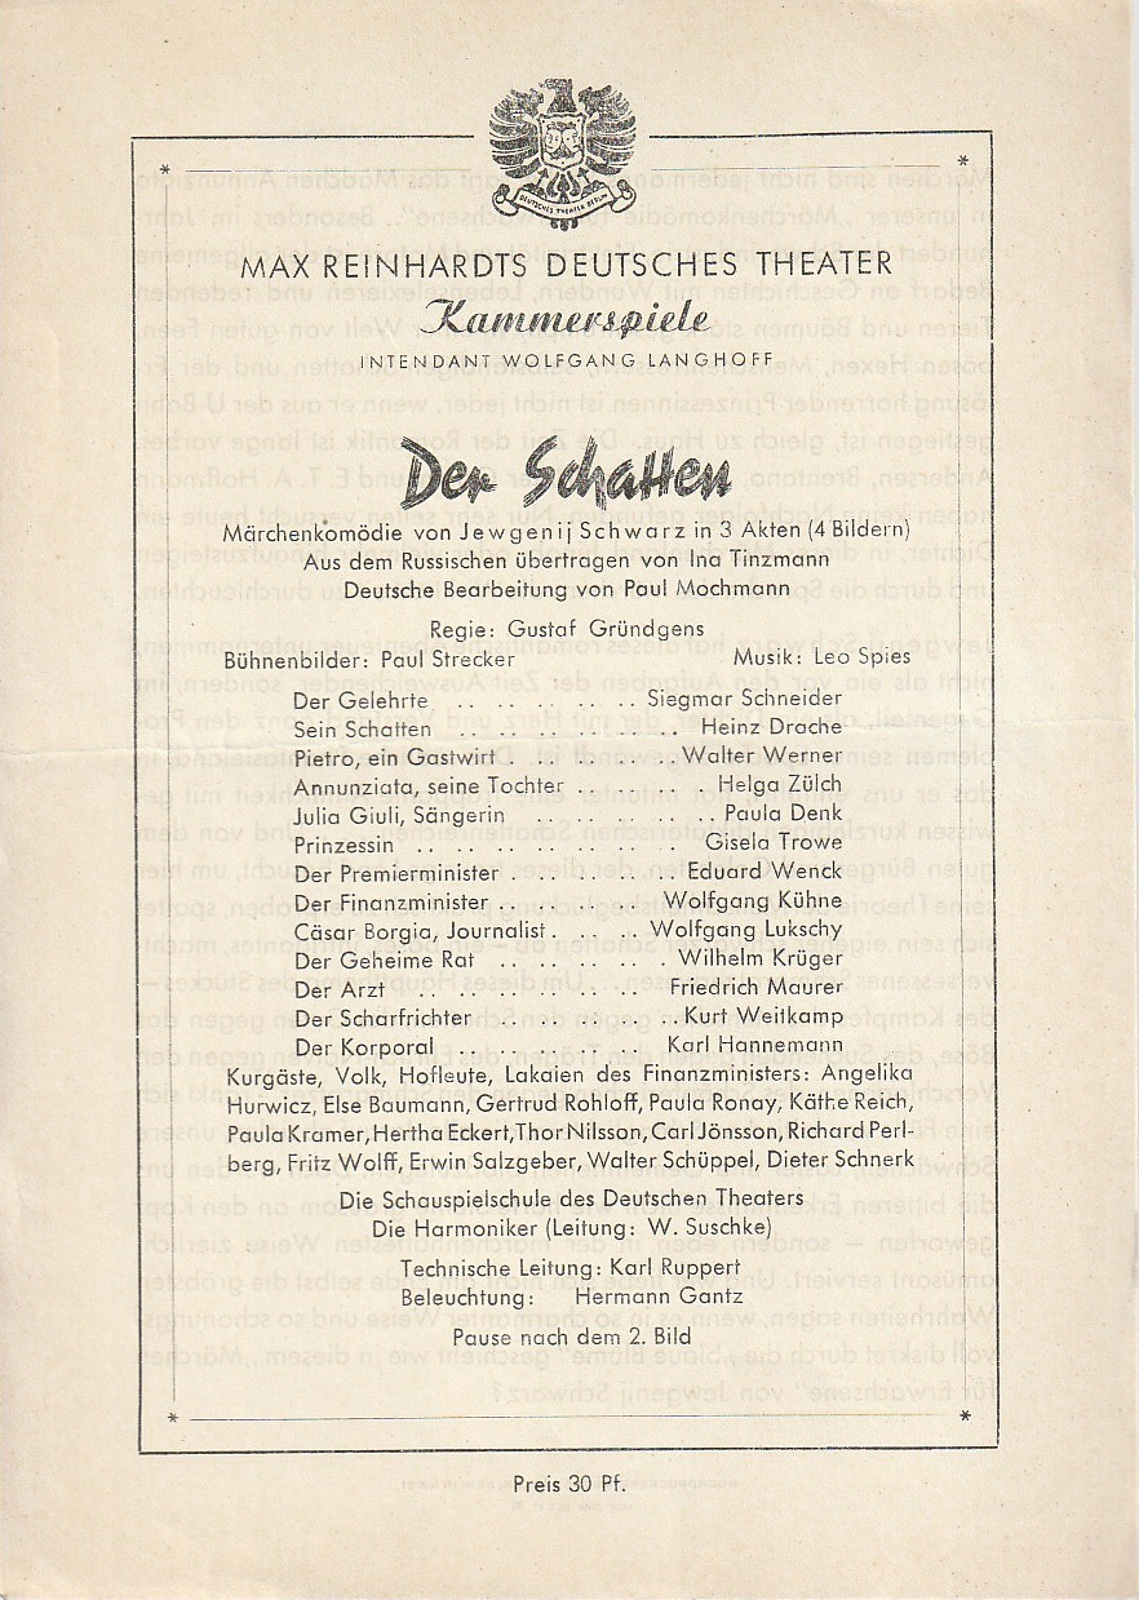 DEUTSCHES THEATER BERLIN
MAX REINHARDTS DEUTSCHES THEATER
Kammerspiele
INTENDANT WOLFGANG LANGHOFF
Der Schatten
Märchenkomödie von Jewgenij Schwarz in 3 Akten (4 Bildern)
Aus dem Russischen übertragen von Ina Tinzmann
Deutsche Bearbeitung von Paul Mochmann
Regie: Gustaf Gründgens
Bühnenbilder: Paul Strecker Musik: Leo Spies
Der Gelehrte .. .. .. .. .. Siegmar Schneider
Sein Schatten .. .. .. .. .. .. Heinz Drache
Pietro, ein Gastwirt . .. .. .. .. Walter Werner
Annunziata, seine Tochter .. .. .. . Helga Zülch
Julia Giuli, Sängerin .. .. .. .. .. Paula Denk
Prinzessin .. .. .. .. .. .. . Gisela Trowe
Der Premierminister . .. .. .. .. Eduard Wenck
Der Finanzminister .. .. .. .. Wolfgang Kühne
Cäsar Borgia, Journalist. .. .. .. Wolfgang Lukschy
Der Geheime Rat .. .. .. .. . Wilhelm Krüger
Der Arzt .. .. .. .. .. .. Friedrich Maurer
Der Scharfrichter .. .. .. .. .. Kurt Weitkamp
Der Korporal .. .. .. .. .. Karl Hannemann
Kurgäste, Volk, Hofleute, Lakaien des Finanzministers: Angelika
Hurwicz, Else Baumann, Gertrud Rohloff, Paula Ronay, Käthe Reich,
Paula Kramer, Hertha Eckert, Thor Nilsson, Carl Jönsson, Richard Perl-
berg, Fritz Wolff, Erwin Salzgeber, Walter Schüppel, Dieter Schnerk
Die Schauspielschule des Deutschen Theaters
Die Harmoniker (Leitung: W. Suschke)
Technische Leitung: Karl Ruppert
Beleuchtung: Hermann Gantz
Pause nach dem 2. Bild
Preis 30 Pf.